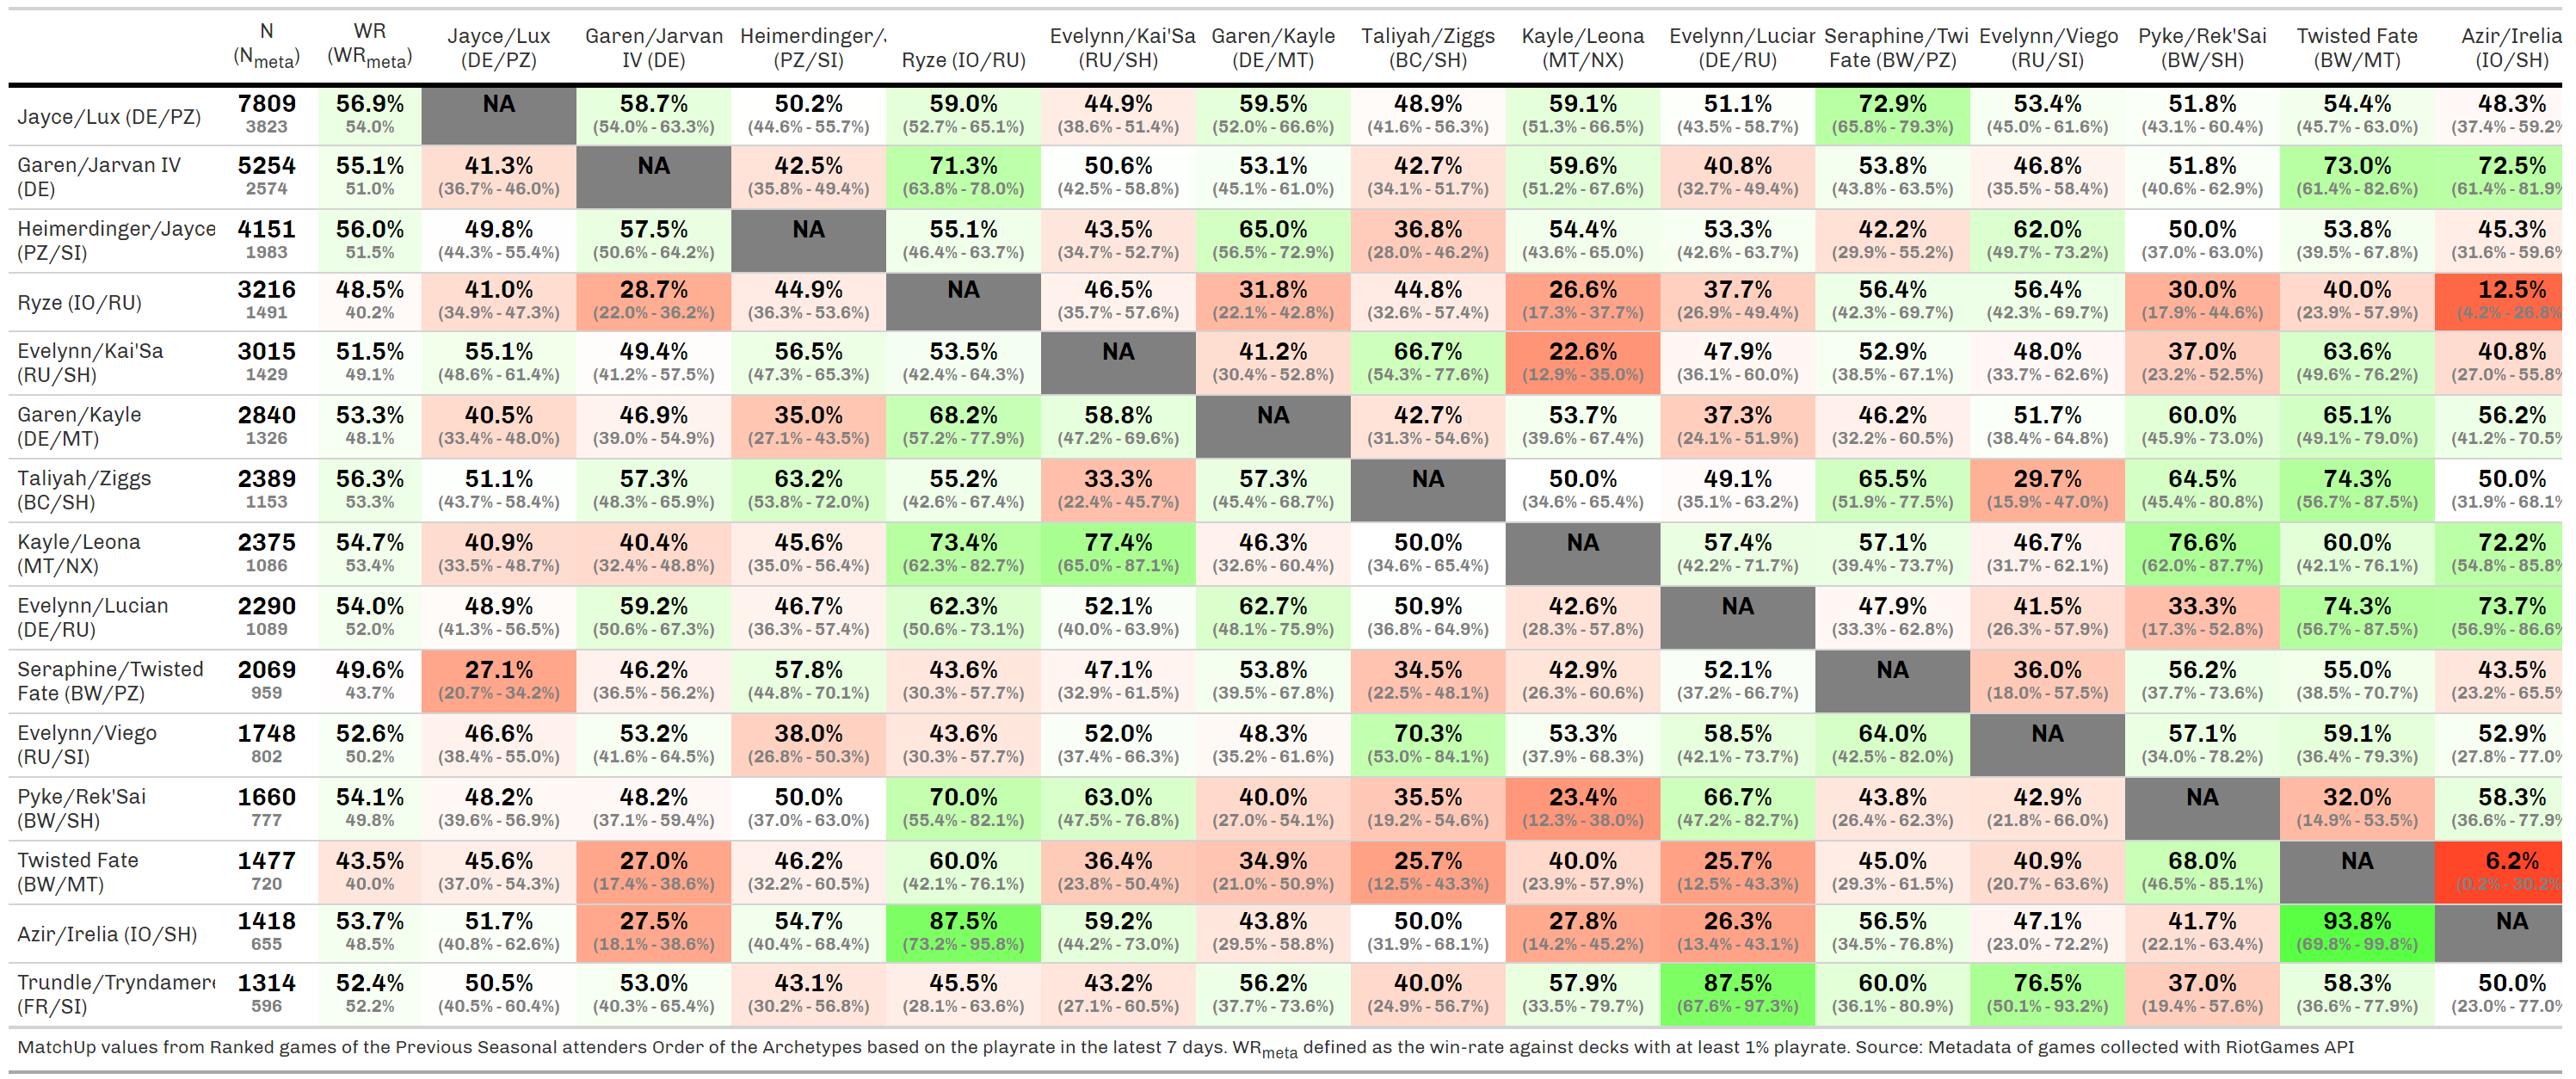 N WR Jayce/Lux Garen/Jarvan Heimerdinger/ Evelynn/Kai'Sa Garen/Kayle Taliyah/Ziggs Kayle/Leona Evelynn/Lucian Seraphine/Twi Evelynn/Viego Pyke/Rek'Sai Twisted Fate Azir/Irelia
(Nmeta) (WRmeta) (DE/PZ) IV (DE) (PZ/SI) Ryze (IO/RU) (RU/SH) (DE/MT) (BC/SH) (MT/NX) (DE/RU) Fate (BW/PZ) (RU/SI) (BW/SH) (BW/MT) (IO/SH)
7809 56.9% NA 58.7% 50.2% 59.0% 44.9% 59.5% 48.9% 59.1% 51.1% 72.9% 53.4% 51.8% 54.4% 48.3%
Jayce/Lux (DE/PZ) 3823 54.0% (54.0% - 63.3%) (44.6% - 55.7%) (52.7% - 65.1%) (38.6% - 51.4%) (52.0% - 66.6%) (41.6% - 56.3%) (51.3% - 66.5%) (43.5% - 58.7%) (65.8% - 79.3%) (45.0% - 61.6%) (43.1% - 60.4%) (45.7% - 63.0%) (37.4% - 59.2%
Garen/Jarvan IV 5254 55.1% 41.3% NA 42.5% 71.3% 50.6% 53.1% 42.7% 59.6% 40.8% 53.8% 46.8% 51.8% 73.0% 72.5%
(DE) 2574 51.0% (36.7% - 46.0%) (35.8% - 49.4%) (63.8% - 78.0%) (42.5% - 58.8%) (45.1% - 61.0%) (34.1% - 51.7%) (51.2% - 67.6%) (32.7% - 49.4%) (43.8% - 63.5%) (35.5% - 58.4%) (40.6% - 62.9%) (61.4% - 82.6%) (61.4% - 81.9%
Heimerdinger/Jayce 4151 56.0% 49.8% 57.5% NA 55.1% 43.5% 65.0% 36.8% 54.4% 53.3% 42.2% 62.0% 50.0% 53.8% 45.3%
(PZ/SI) 1983 51.5% (44.3% - 55.4%) (50.6% - 64.2%) (46.4% - 63.7%) (34.7% - 52.7%) (56.5% - 72.9%) (28.0% - 46.2%) (43.6% - 65.0%) (42.6% - 63.7%) (29.9% - 55.2%) (49.7% - 73.2%) (37.0% - 63.0%) (39.5% - 67.8%) (31.6% - 59.6%
3216 48.5% 41.0% 28.7% 44.9% NA 46.5% 31.8% 44.8% 26.6% 37.7% 56.4% 56.4% 30.0% 40.0% 12.5%
Ryze (IO/RU) 1491 40.2% (34.9% - 47.3%) (22.0% - 36.2%) (36.3% - 53.6%) (35.7% - 57.6%) (22.1% - 42.8%) (32.6% - 57.4%) (17.3% - 37.7%) (26.9% - 49.4%) (42.3% - 69.7%) (42.3% - 69.7%) (17.9% - 44.6%) (23.9% - 57.9%) (4.2% - 26.8%
Evelynn/Kai'Sa 3015 51.5% 55.1% 49.4% 56.5% 53.5% NA 41.2% 66.7% 22.6% 47.9% 52.9% 48.0% 37.0% 63.6% 40.8%
(RU/SH) 1429 49.1% (48.6% - 61.4%) (41.2% - 57.5%) (47.3% - 65.3%) (42.4% - 64.3%) (30.4% - 52.8%) (54.3% - 77.6%) (12.9% - 35.0%) (36.1% - 60.0%) (38.5% - 67.1%) (33.7% - 62.6%) (23.2% - 52.5%) (49.6% - 76.2%) (27.0% - 55.8%
Garen/Kayle 2840 53.3% 40.5% 46.9% 35.0% 68.2% 58.8% NA 42.7% 53.7% 37.3% 46.2% 51.7% 60.0% 65.1% 56.2%
(DE/MT) 1326 48.1% (33.4% - 48.0%) (39.0% - 54.9%) (27.1% - 43.5%) (57.2% - 77.9%) (47.2% - 69.6%) (31.3% - 54.6%) (39.6% - 67.4%) (24.1% - 51.9%) (32.2% - 60.5%) (38.4% - 64.8%) (45.9% - 73.0%) (49.1% - 79.0%) (41.2% - 70.5%
Taliyah/Ziggs 2389 56.3% 51.1% 57.3% 63.2% 55.2% 33.3% 57.3% NA 50.0% 49.1% 65.5% 29.7% 64.5% 74.3% 50.0%
(BC/SH) 1153 53.3% (43.7% - 58.4%) (48.3% - 65.9%) (53.8% - 72.0%) (42.6% - 67.4%) (22.4% - 45.7%) (45.4% - 68.7%) (34.6% - 65.4%) (35.1% - 63.2%) (51.9% - 77.5%) (15.9% - 47.0%) (45.4% - 80.8%) (56.7% - 87.5%) (31.9% - 68.1%
Kayle/Leona 2375 54.7% 40.9% 40.4% 45.6% 73.4% 77.4% 46.3% 50.0% NA 57.4% 57.1% 46.7% 76.6% 60.0% 72.2%
(MT/NX) 1086 53.4% (33.5% - 48.7%) (32.4% - 48.8%) (35.0% - 56.4%) (62.3% - 82.7%) (65.0% - 87.1%) (32.6% - 60.4%) (34.6% - 65.4%) (42.2% - 71.7%) (39.4% - 73.7%) (31.7% - 62.1%) (62.0% - 87.7%) (42.1% - 76.1%) (54.8% - 85.8%
Evelynn/Lucian 2290 54.0% 48.9% 59.2% 46.7% 62.3% 52.1% 62.7% 50.9% 42.6% NA 47.9% 41.5% 33.3% 74.3% 73.7%
(DE/RU) 1089 52.0% (41.3% - 56.5%) (50.6% - 67.3%) (36.3% - 57.4%) (50.6% - 73.1%) (40.0% - 63.9%) (48.1% - 75.9%) (36.8% - 64.9%) (28.3% - 57.8%) (33.3% - 62.8%) (26.3% - 57.9%) (17.3% - 52.8%) (56.7% - 87.5%) (56.9% - 86.6%
Seraphine/Twisted 2069 49.6% 27.1% 46.2% 57.8% 43.6% 47.1% 53.8% 34.5% 42.9% 52.1% NA 36.0% 56.2% 55.0% 43.5%
Fate (BW/PZ) 959 43.7% (20.7% - 34.2%) (36.5% - 56.2%) (44.8% - 70.1%) (30.3% - 57.7%) (32.9% - 61.5%) (39.5% - 67.8%) (22.5% - 48.1%) (26.3% - 60.6%) (37.2% - 66.7%) (18.0% - 57.5%) (37.7% - 73.6%) (38.5% - 70.7%) (23.2% - 65.5%
Evelynn/Viego 1748 52.6% 46.6% 53.2% 38.0% 43.6% 52.0% 48.3% 70.3% 53.3% 58.5% 64.0% NA 57.1% 59.1% 52.9%
(RU/SI) 802 50.2% (38.4% - 55.0%) (41.6% - 64.5%) (26.8% - 50.3%) (30.3% - 57.7%) (37.4% - 66.3%) (35.2% - 61.6%) (53.0% - 84.1%) (37.9% - 68.3%) (42.1% - 73.7%) (42.5% - 82.0%) (34.0% - 78.2%) (36.4% - 79.3%) (27.8% - 77.0%
Pyke/Rek'Sai 1660 54.1% 48.2% 48.2% 50.0% 70.0% 63.0% 40.0% 35.5% 23.4% 66.7% 43.8% 42.9% NA 32.0% 58.3%
(BW/SH) 777 49.8% (39.6% - 56.9%) (37.1% - 59.4%) (37.0% - 63.0%) (55.4% - 82.1%) (47.5% - 76.8%) (27.0% - 54.1%) (19.2% - 54.6%) (12.3% - 38.0%) (47.2% - 82.7%) (26.4% - 62.3%) (21.8% - 66.0%) (14.9% - 53.5%) (36.6% - 77.9%
Twisted Fate 1477 43.5% 45.6% 27.0% 46.2% 60.0% 36.4% 34.9% 25.7% 40.0% 25.7% 45.0% 40.9% 68.0% NA 6.2%
(BW/MT) 720 40.0% (37.0% - 54.3%) (17.4% - 38.6%) (32.2% - 60.5%) (42.1% - 76.1%) (23.8% - 50.4%) (21.0% - 50.9%) (12.5% - 43.3%) (23.9% - 57.9%) (12.5% - 43.3%) (29.3% - 61.5%) (20.7% - 63.6%) (46.5% - 85.1%) (0.2% - 30.2%
1418 53.7% 51.7% 27.5% 54.7% 87.5% 59.2% 43.8% 50.0% 27.8% 26.3% 56.5% 47.1% 41.7% 93.8% NA
Azir/Irelia (IO/SH) 655 48.5% (40.8% - 62.6%) (18.1% - 38.6%) (40.4% - 68.4%) (73.2% - 95.8%) (44.2% - 73.0%) (29.5% - 58.8%) (31.9% - 68.1%) (14.2% - 45.2%) (13.4% - 43.1%) (34.5% - 76.8%) (23.0% - 72.2%) (22.1% - 63.4%) (69.8% - 99.8%)
Trundle/Tryndamere 1314 52.4% 50.5% 53.0% 43.1% 45.5% 43.2% 56.2% 40.0% 57.9% 87.5% 60.0% 76.5% 37.0% 58.3% 50.0%
(FR/SI) 596 52.2% (40.5% - 60.4%) (40.3% - 65.4%) (30.2% - 56.8%) (28.1% - 63.6%) (27.1% - 60.5%) (37.7% - 73.6%) (24.9% - 56.7%) (33.5% - 79.7%) (67.6% - 97.3%) (36.1% - 80.9%) (50.1% - 93.2%) (19.4% - 57.6%) (36.6% - 77.9%) (23.0% - 77.0%
MatchUp values from Ranked games of the Previous Seasonal attenders Order of the Archetypes based on the playrate in the latest 7 days. WRmeta defined as the win-rate against decks with at least 1% playrate. Source: Metadata of games collected with RiotGames API